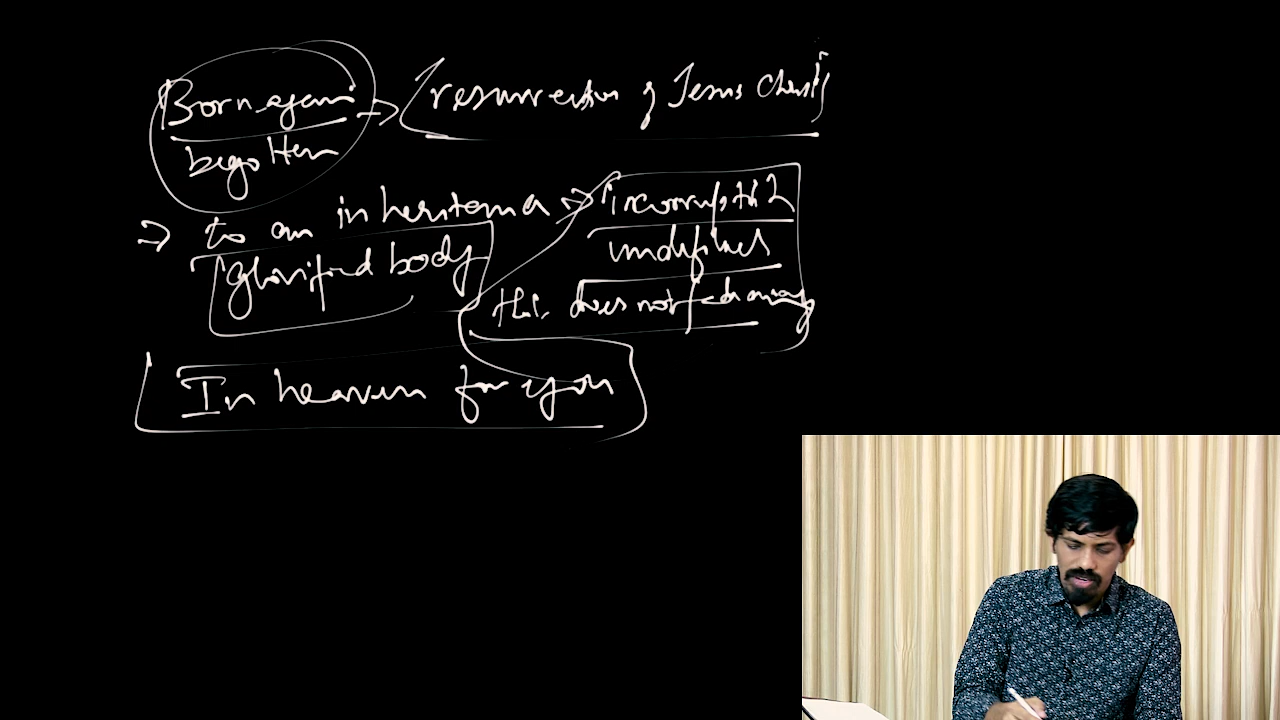 Born again → resurrection of Jesus Christ
begotten
⇒ to an inheritance ⇒ incorruptible
glorified body undefiled
that does not fade away
In heaven for you